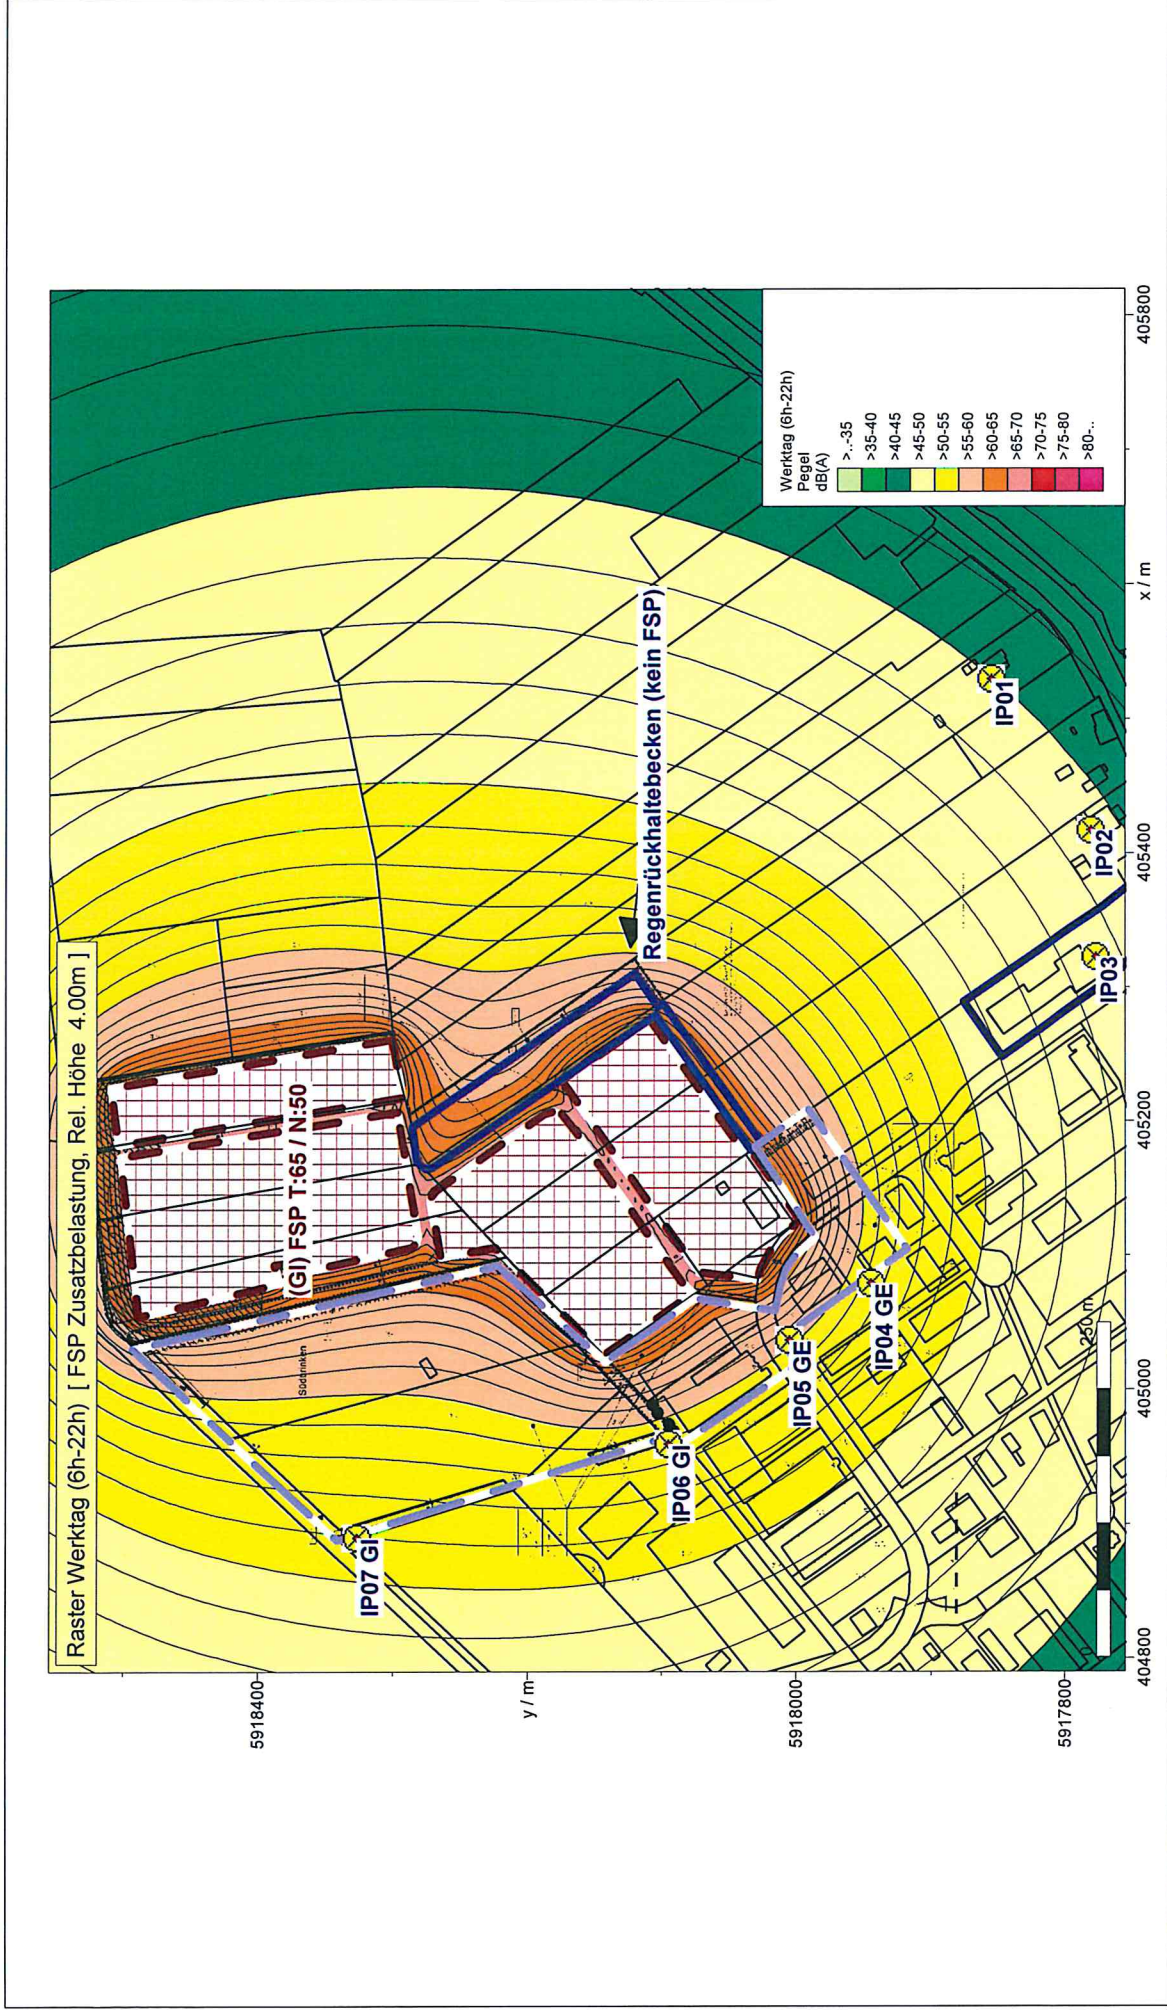 Raster Werktag (6h-22h) [ FSP Zusatzbelastung, Rel. Höhe 4.00m ]
(GI) FSP T:65 / N:50
Südbrinken
Regenrückhaltebecken (kein FSP)
IP07 GI
IP06 GI
IP05 GE
IP04 GE
IP03
IP02
IP01
250 m
5918400
y / m
5918000
5917800
404800
405000
405200
405400
x / m
405800
Werktag (6h-22h)
Pegel
dB(A)
>..-35
>35-40
>40-45
>45-50
>50-55
>55-60
>60-65
>65-70
>70-75
>75-80
>80-..